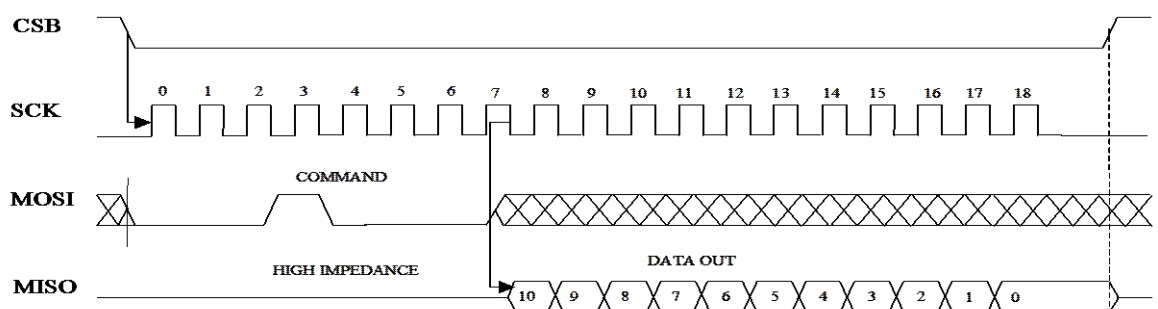 CSB
0 1 2 3 4 5 6 7 8 9 10 11 12 13 14 15 16 17 18
SCK
COMMAND
MOSI
HIGH IMPEDANCE
DATA OUT
MISO
10 9 8 7 6 5 4 3 2 1 0